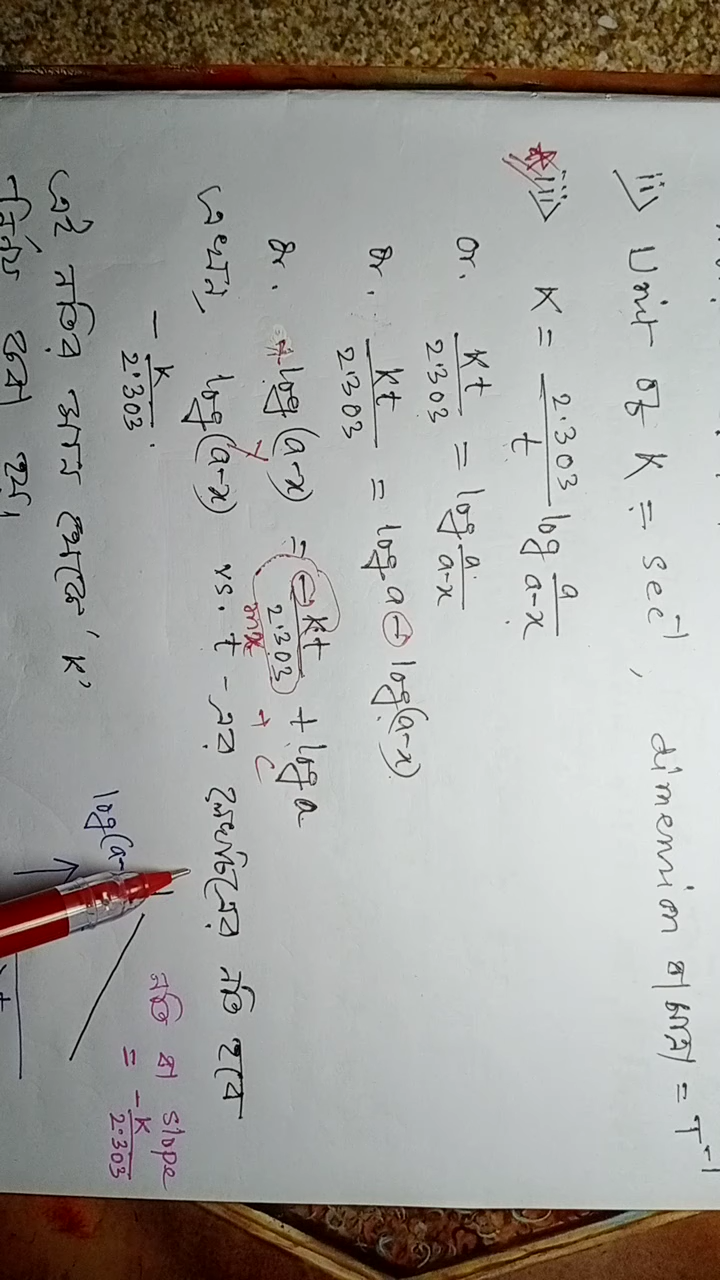 ii> Unit of K = sec⁻¹, dimension বা মাত্রা = T⁻¹
*iii> K = 2.303/t log a/a-x
or. Kt/2.303 = log a/a-x
or. Kt/2.303 = log a - log(a-x)
or. log(a-x) = - Kt/2.303 + log a
y mx + c
এখন, log(a-x) vs. t -এর লেখচিত্রের নতি হবে
- K/2.303.
নতি বা slope
= - K/2.303
এই নতির মান থেকে 'K'
নির্ণয় করা হয়।
log(a-
t